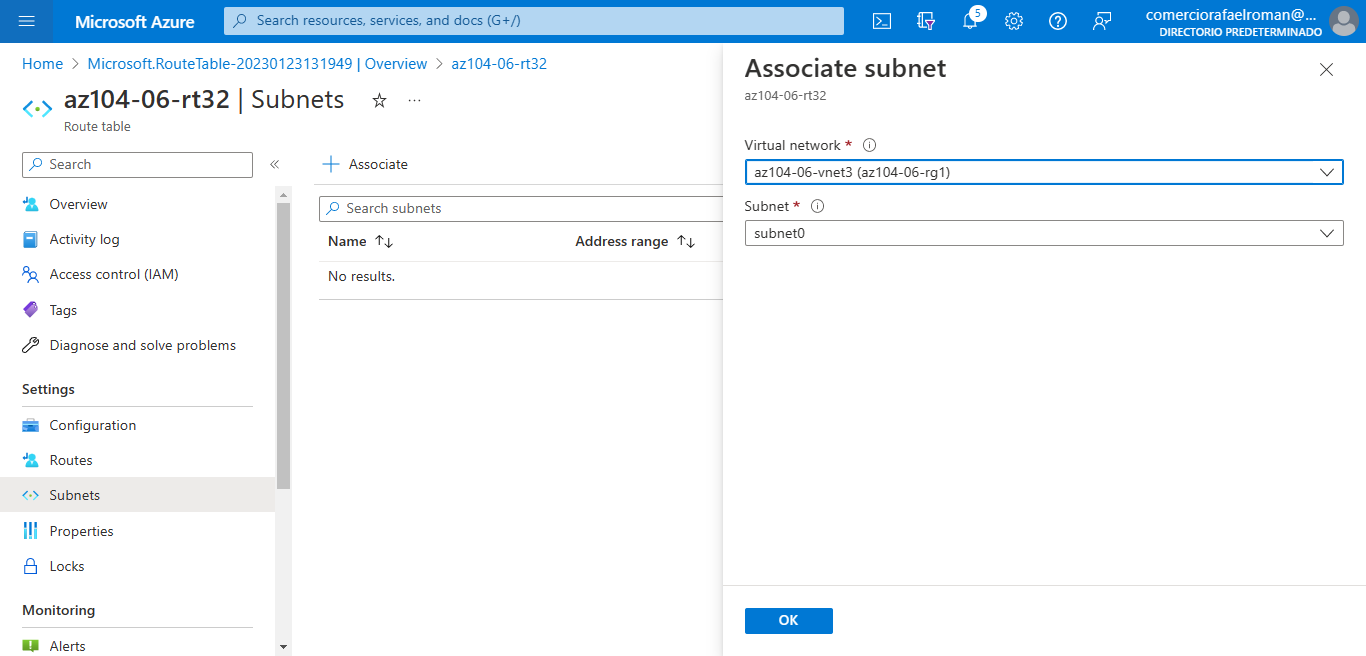 Microsoft Azure
Search resources, services, and docs (G+/)
5
comerciorafaelroman@...
DIRECTORIO PREDETERMINADO
Home > Microsoft.RouteTable-20230123131949 | Overview > az104-06-rt32
az104-06-rt32 | Subnets
Route table
Search
Overview
Activity log
Access control (IAM)
Tags
Diagnose and solve problems
Settings
Configuration
Routes
Subnets
Properties
Locks
Monitoring
Alerts
Associate
Search subnets
Name Address range
No results.
Associate subnet
az104-06-rt32
Virtual network *
az104-06-vnet3 (az104-06-rg1)
Subnet *
subnet0
OK